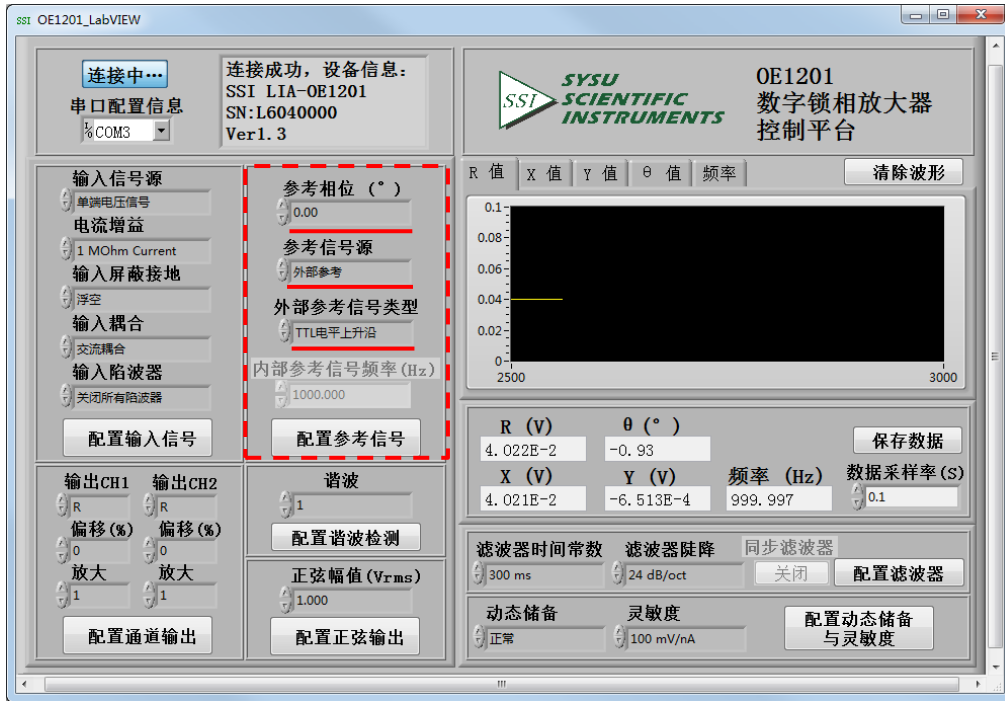 SSI OE1201_LabVIEW
连接中…
串口配置信息
COM3
连接成功，设备信息：
SSI LIA-OE1201
SN:L6040000
Ver1.3
SSI
SYSU
SCIENTIFIC
INSTRUMENTS
OE1201
数字锁相放大器
控制平台
输入信号源
单端电压信号
电流增益
1 MOhm Current
输入屏蔽接地
浮空
输入耦合
交流耦合
输入陷波器
关闭所有陷波器
配置输入信号
参考相位（°）
0.00
参考信号源
外部参考
外部参考信号类型
TTL电平上升沿
内部参考信号频率(Hz)
1000.000
配置参考信号
R 值 X 值 Y 值 θ 值 频率
清除波形
0.1
0.08
0.06
0.04
0.02
0
2500 3000
R (V) θ (°)
4.022E-2 -0.93
保存数据
X (V) Y (V) 频率 (Hz) 数据采样率(S)
4.021E-2 -6.513E-4 999.997 0.1
输出CH1 输出CH2
R R
偏移(%) 偏移(%)
0 0
放大 放大
1 1
配置通道输出
谐波
1
配置谐波检测
正弦幅值(Vrms)
1.000
配置正弦输出
滤波器时间常数 滤波器陡降 同步滤波器
300 ms 24 dB/oct 关闭 配置滤波器
动态储备 灵敏度
正常 100 mV/nA
配置动态储备
与灵敏度